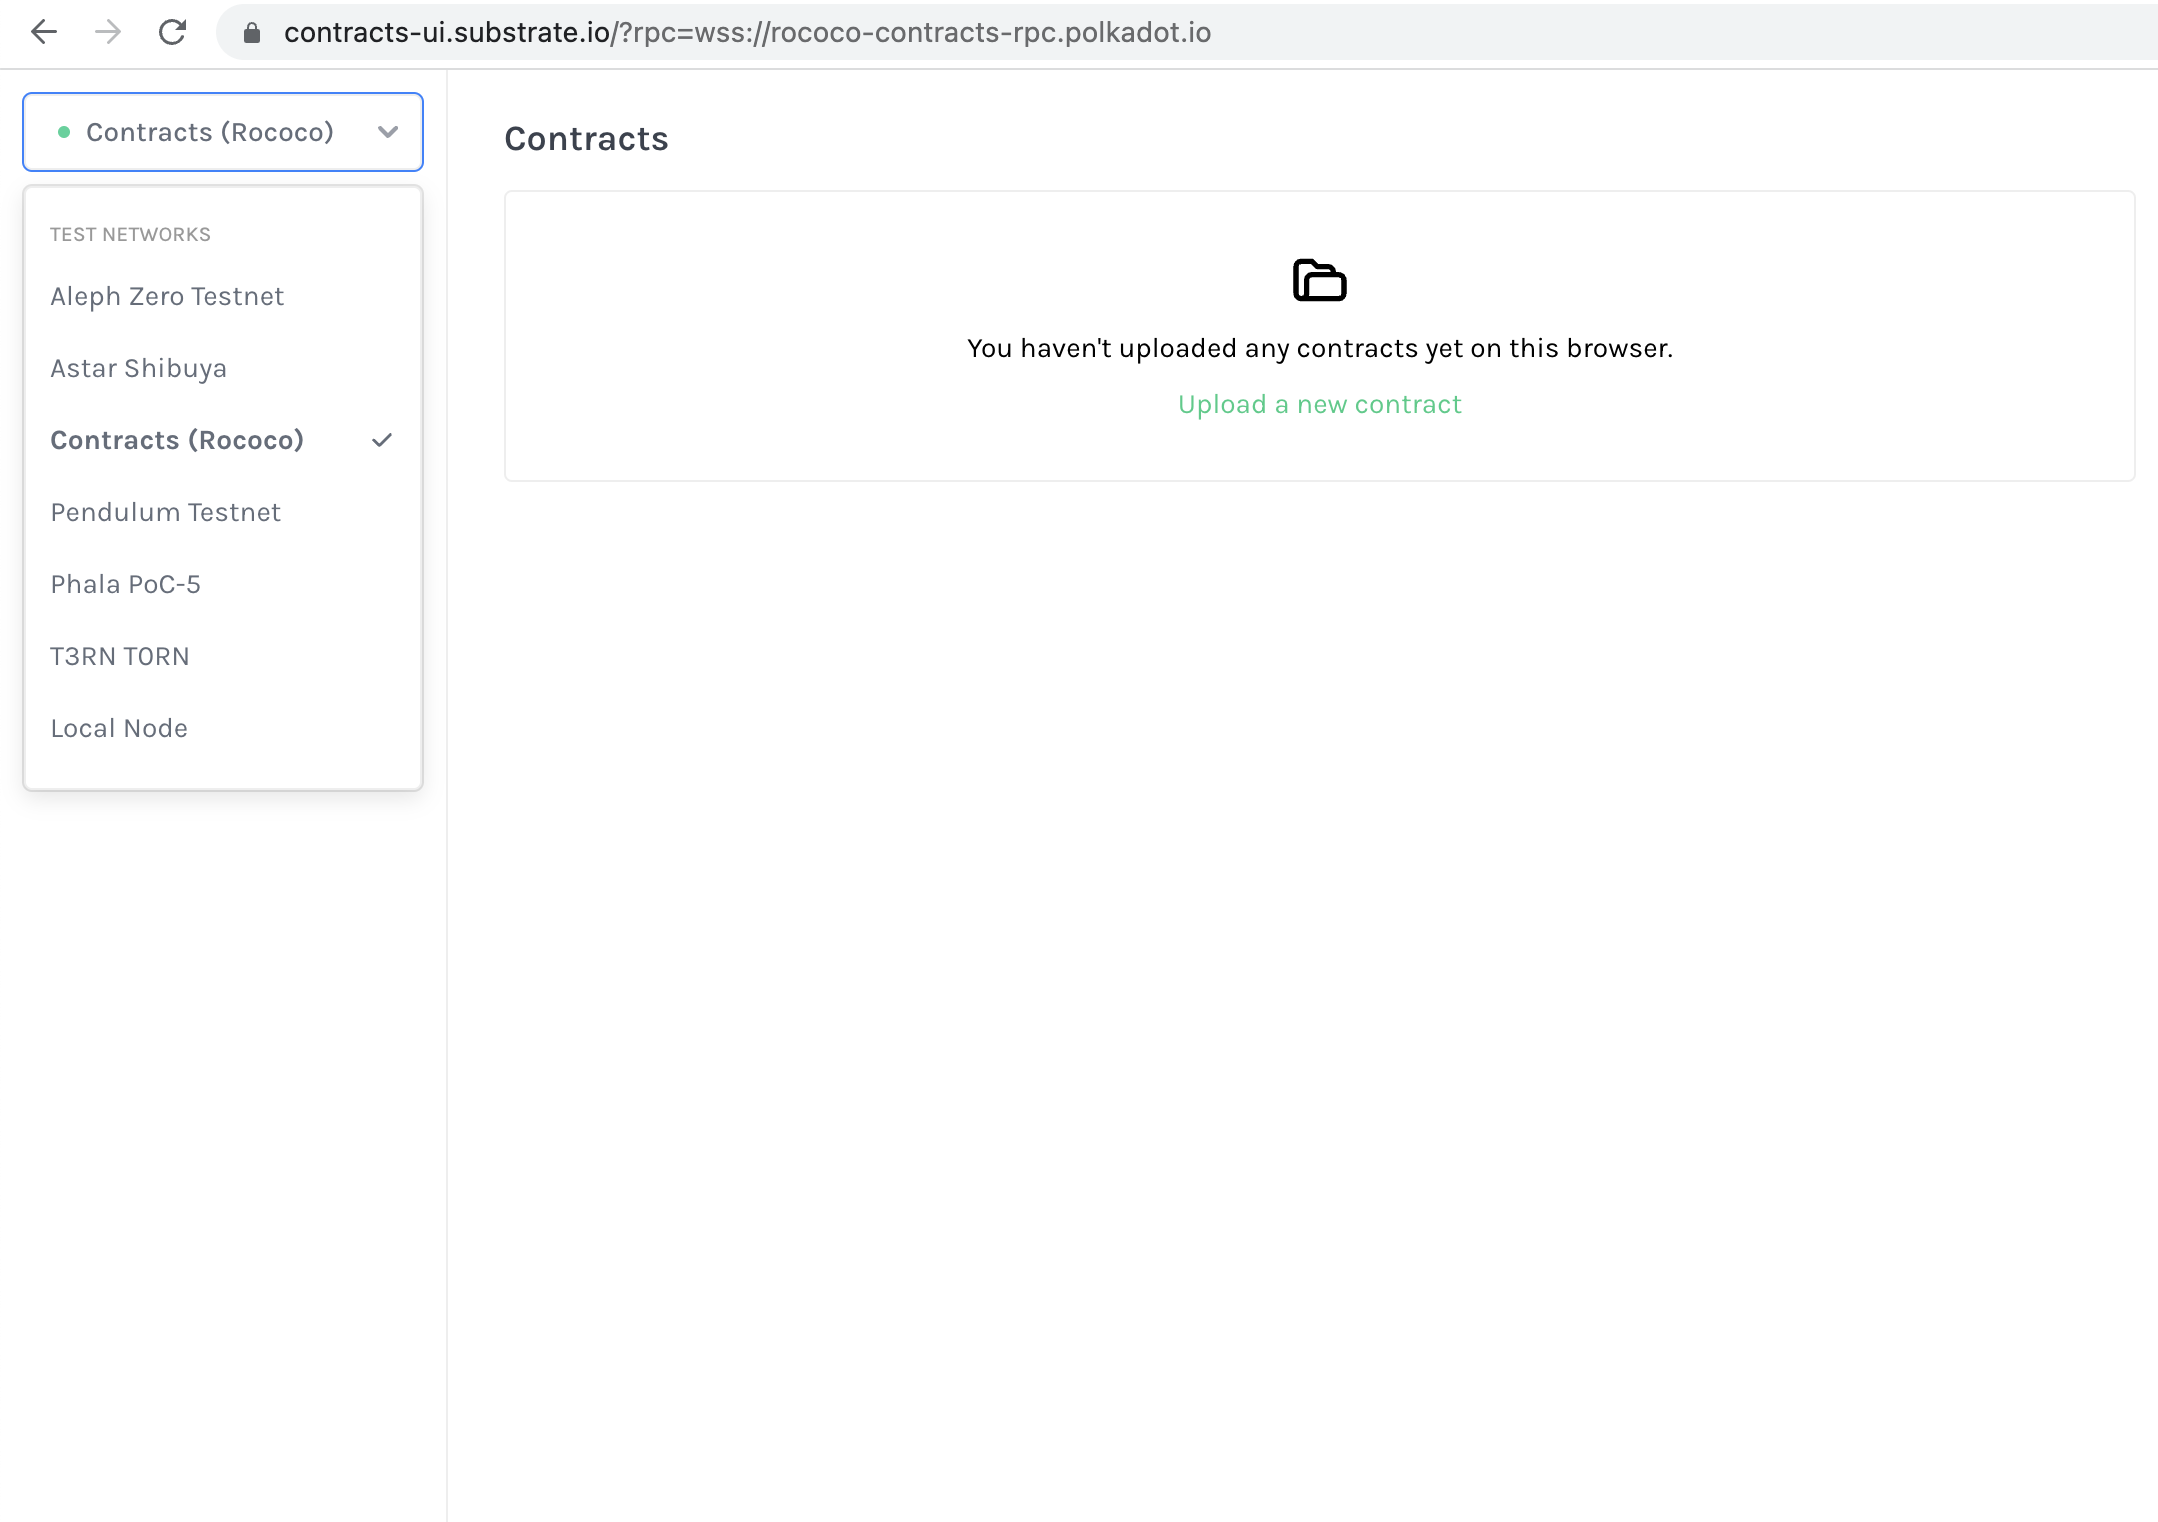 contracts-ui.substrate.io/?rpc=wss://rococo-contracts-rpc.polkadot.io
Contracts (Rococo)
TEST NETWORKS
Aleph Zero Testnet
Astar Shibuya
Contracts (Rococo)
Pendulum Testnet
Phala PoC-5
T3RN T0RN
Local Node
Contracts
You haven't uploaded any contracts yet on this browser.
Upload a new contract